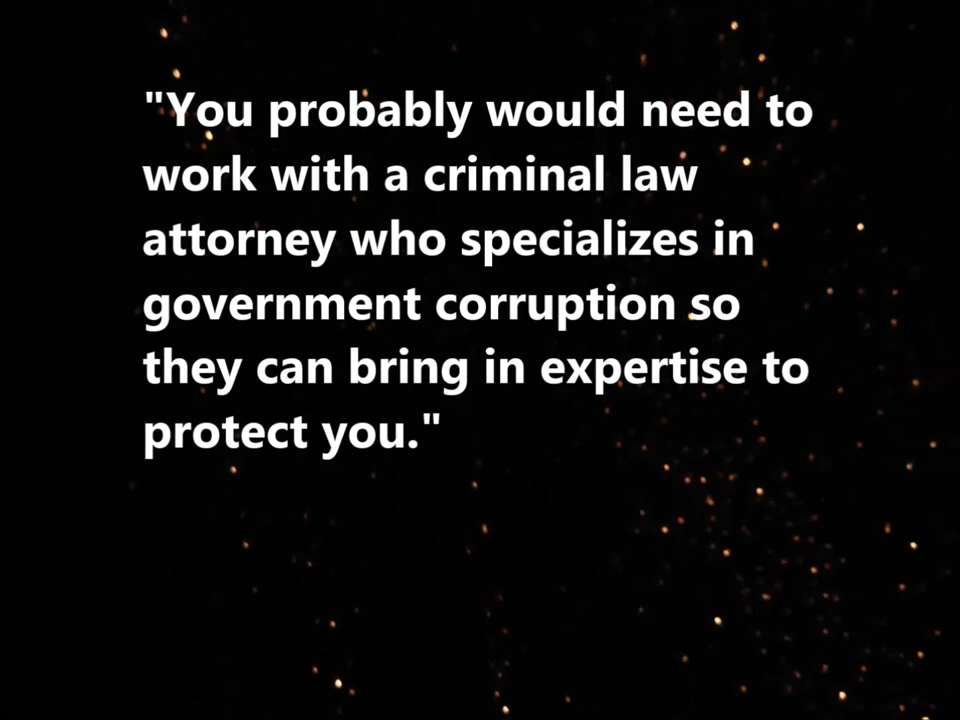 "You probably would need to
work with a criminal law
attorney who specializes in
government corruption so
they can bring in expertise to
protect you."